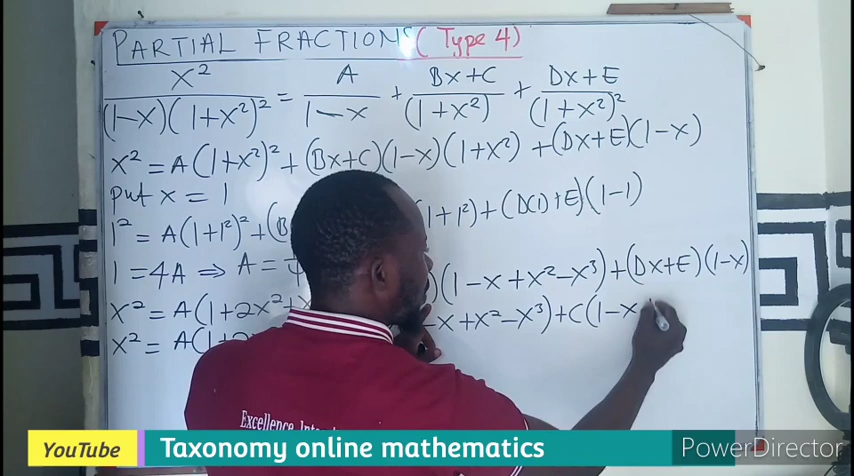 PARTIAL FRACTIONS (Type 4)
x²/(1-x)(1+x²)² = A/1-x + Bx+C/(1+x²) + Dx+E/(1+x²)²
x² = A(1+x²)² + (Bx+C)(1-x)(1+x²) + (Dx+E)(1-x)
put x = 1
1² = A(1+1²)² + (B (1+1²) + (D(1)+E)(1-1)
1 = 4A ⇒ A =
x² = A(1+2x²+ )(1-x+x²-x³) + (Dx+E)(1-x)
x² = A(1+2 -x+x²-x³) + C(1-x
Excellence
YouTube Taxonomy online mathematics
PowerDirector